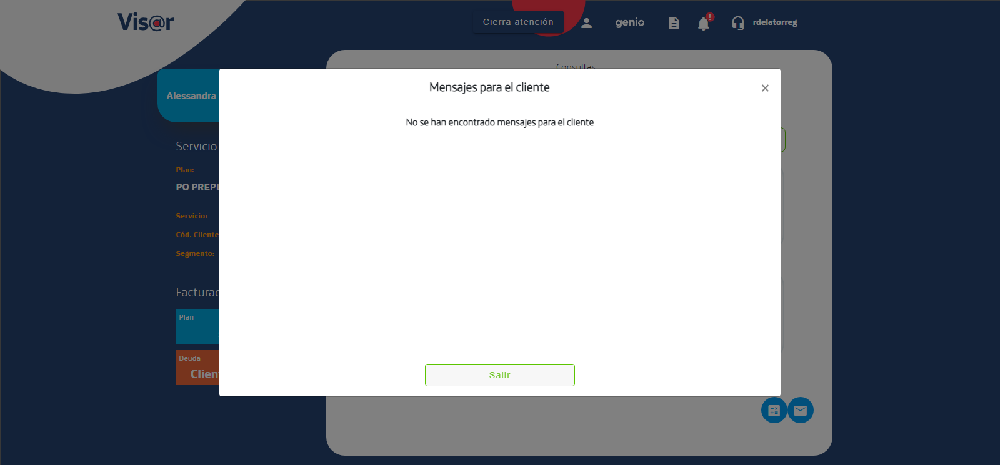 Vis@r
Cierra atención
genio
!
rdelatorreg
Consultas
Alessandra
Mensajes para el cliente
×
No se han encontrado mensajes para el cliente
Servicio
Plan:
PO PREPL
Servicio:
Cód. Cliente
Segmento:
Facturac
Plan
Deuda
Clien
Salir